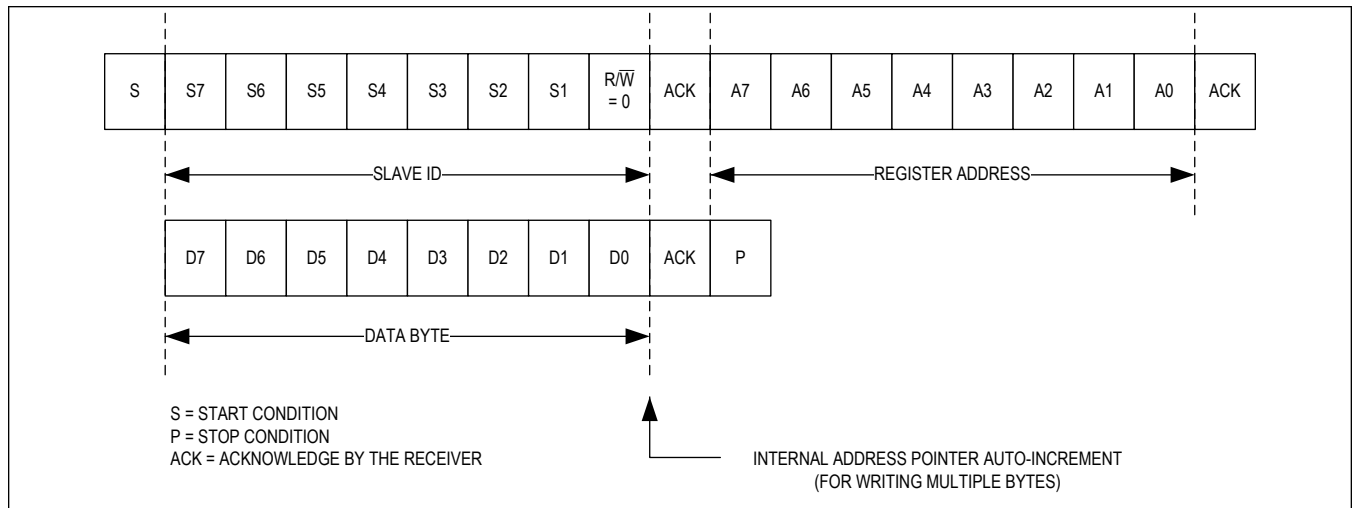 S S7 S6 S5 S4 S3 S2 S1 R/W̅ = 0 ACK A7 A6 A5 A4 A3 A2 A1 A0 ACK
SLAVE ID REGISTER ADDRESS
D7 D6 D5 D4 D3 D2 D1 D0 ACK P
DATA BYTE
S = START CONDITION
P = STOP CONDITION
ACK = ACKNOWLEDGE BY THE RECEIVER
INTERNAL ADDRESS POINTER AUTO-INCREMENT
(FOR WRITING MULTIPLE BYTES)